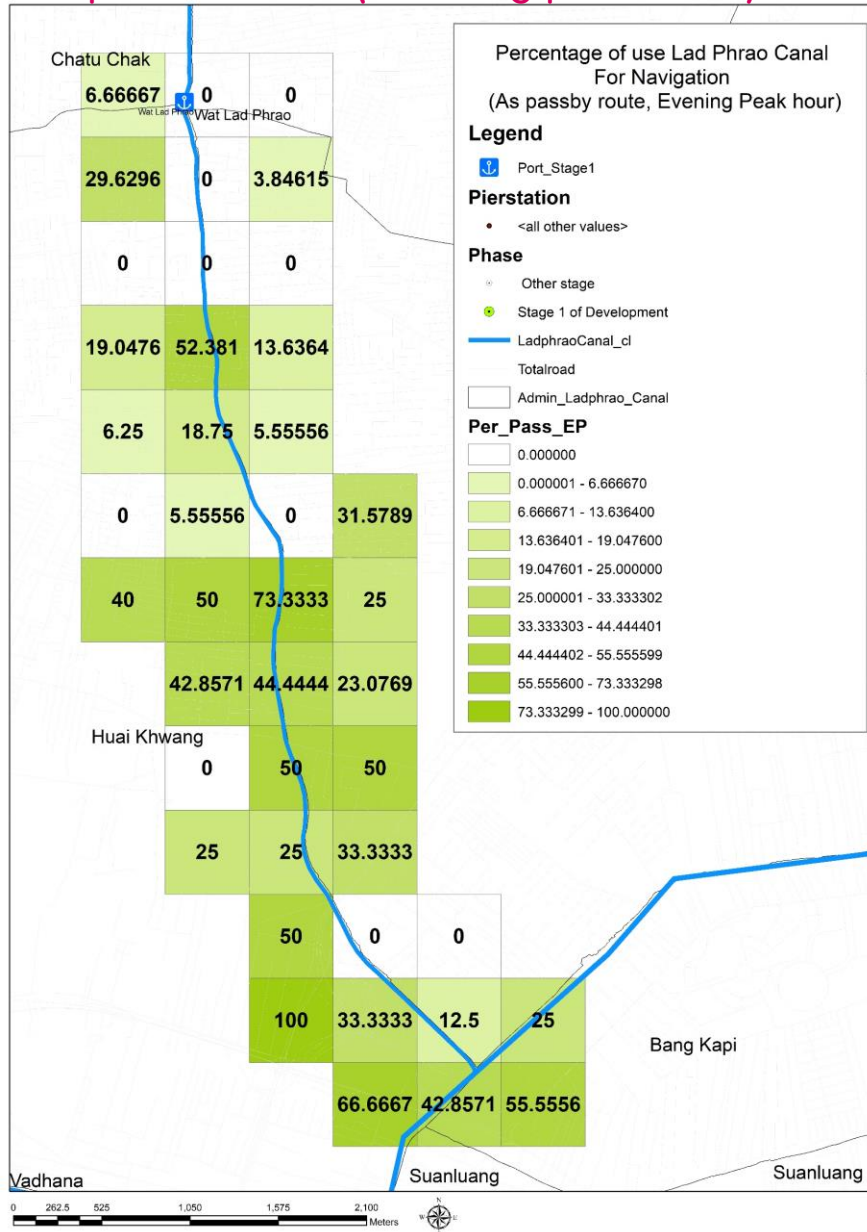 Chatu Chak
6.66667 0 0
Wat Lad Phrao Wat Lad Phrao
29.6296 0 3.84615
0 0 0
19.0476 52.381 13.6364
6.25 18.75 5.55556
0 5.55556 0 31.5789
40 50 73.3333 25
42.8571 44.4444 23.0769
Huai Khwang
0 50 50
25 25 33.3333
50 0 0
100 33.3333 12.5 25
Bang Kapi
66.6667 42.8571 55.5556
Vadhana Suanluang Suanluang
Percentage of use Lad Phrao Canal
For Navigation
(As passby route, Evening Peak hour)
Legend
Port_Stage1
Pierstation
<all other values>
Phase
Other stage
Stage 1 of Development
LadphraoCanal_cl
Totalroad
Admin_Ladphrao_Canal
Per_Pass_EP
0.000000
0.000001 - 6.666670
6.666671 - 13.636400
13.636401 - 19.047600
19.047601 - 25.000000
25.000001 - 33.333302
33.333303 - 44.444401
44.444402 - 55.555599
55.555600 - 73.333298
73.333299 - 100.000000
0 262.5 525 1,050 1,575 2,100
Meters
N
W E
S